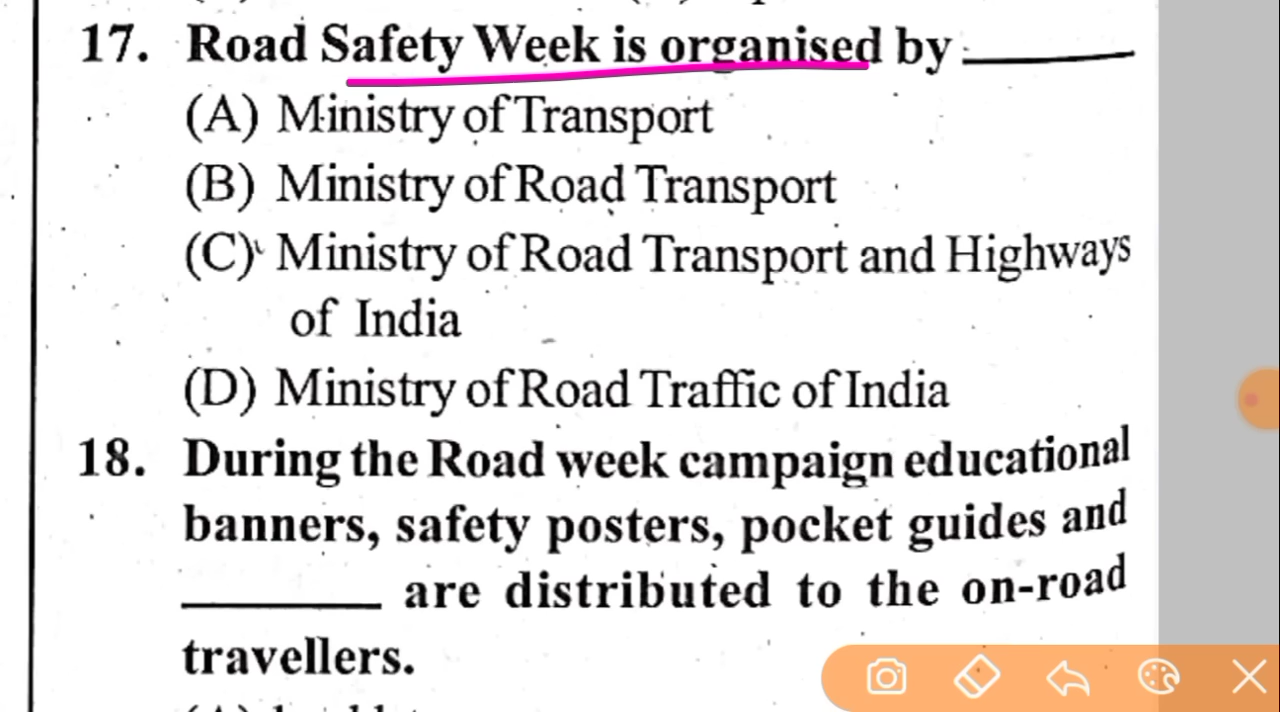 17. Road Safety Week is organised by ______
(A) Ministry of Transport
(B) Ministry of Road Transport
(C) Ministry of Road Transport and Highways
of India
(D) Ministry of Road Traffic of India
18. During the Road week campaign educational
banners, safety posters, pocket guides and
______ are distributed to the on-road
travellers.